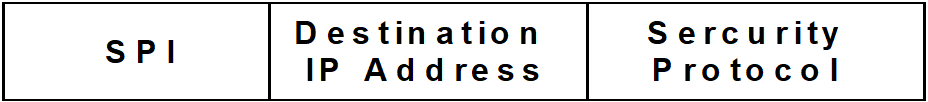 SPI
Destination
IP Address
Sercurity
Protocol